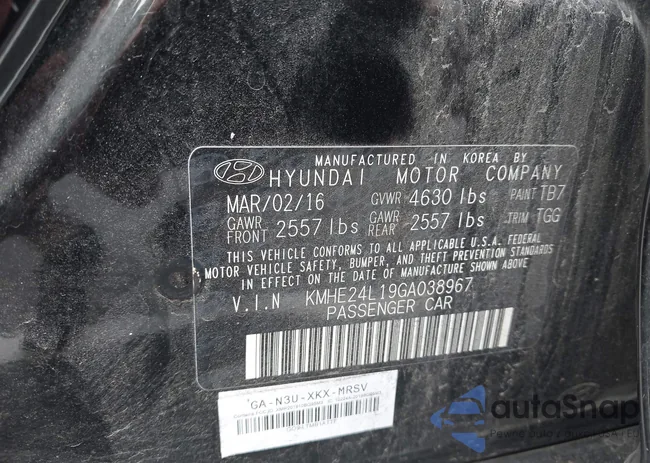 MANUFACTURED IN KOREA BY
HYUNDAI MOTOR COMPANY
MAR/02/16 GVWR 4630 lbs PAINT TB7
GAWR FRONT 2557 lbs GAWR REAR 2557 lbs TRIM TGG
THIS VEHICLE CONFORMS TO ALL APPLICABLE U.S.A. FEDERAL
MOTOR VEHICLE SAFETY, BUMPER, AND THEFT PREVENTION STANDARDS
IN EFFECT ON THE DATE OF MANUFACTURE SHOWN ABOVE.
V.I.N KMHE24L19GA038967
PASSENGER CAR
GA-N3U-XKX-MRSV
autoSnap